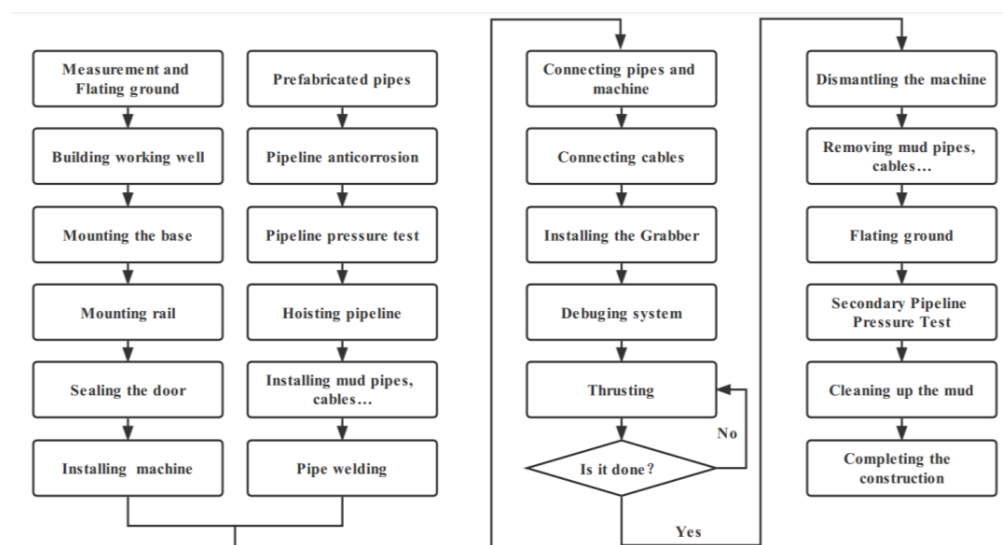 Measurement and
Flating ground
Building working well
Mounting the base
Mounting rail
Sealing the door
Installing machine
Prefabricated pipes
Pipeline anticorrosion
Pipeline pressure test
Hoisting pipeline
Installing mud pipes,
cables...
Pipe welding
Connecting pipes and
machine
Connecting cables
Installing the Grabber
Debuging system
Thrusting
No
Is it done?
Yes
Dismantling the machine
Removing mud pipes,
cables...
Flating ground
Secondary Pipeline
Pressure Test
Cleaning up the mud
Completing the
construction